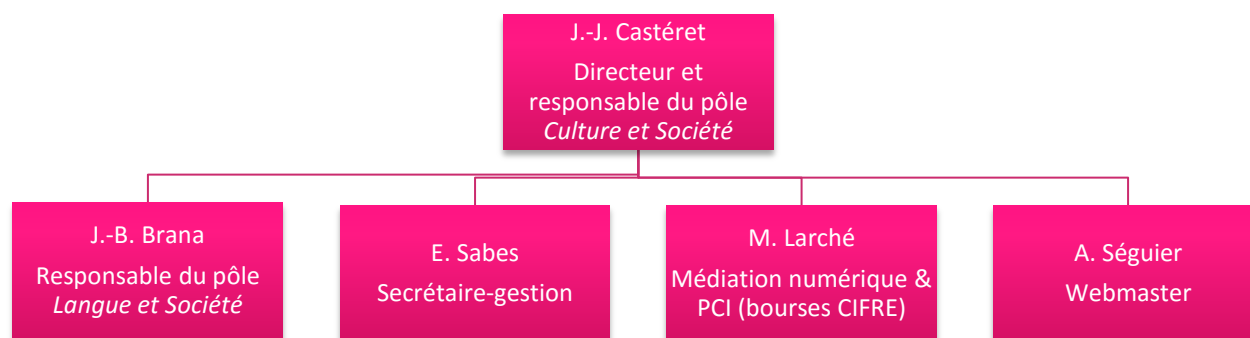 J.-J. Castéret
Directeur et
responsable du pôle
Culture et Société
J.-B. Brana
Responsable du pôle
Langue et Société
E. Sabes
Secrétaire-gestion
M. Larché
Médiation numérique &
PCI (bourses CIFRE)
A. Séguier
Webmaster